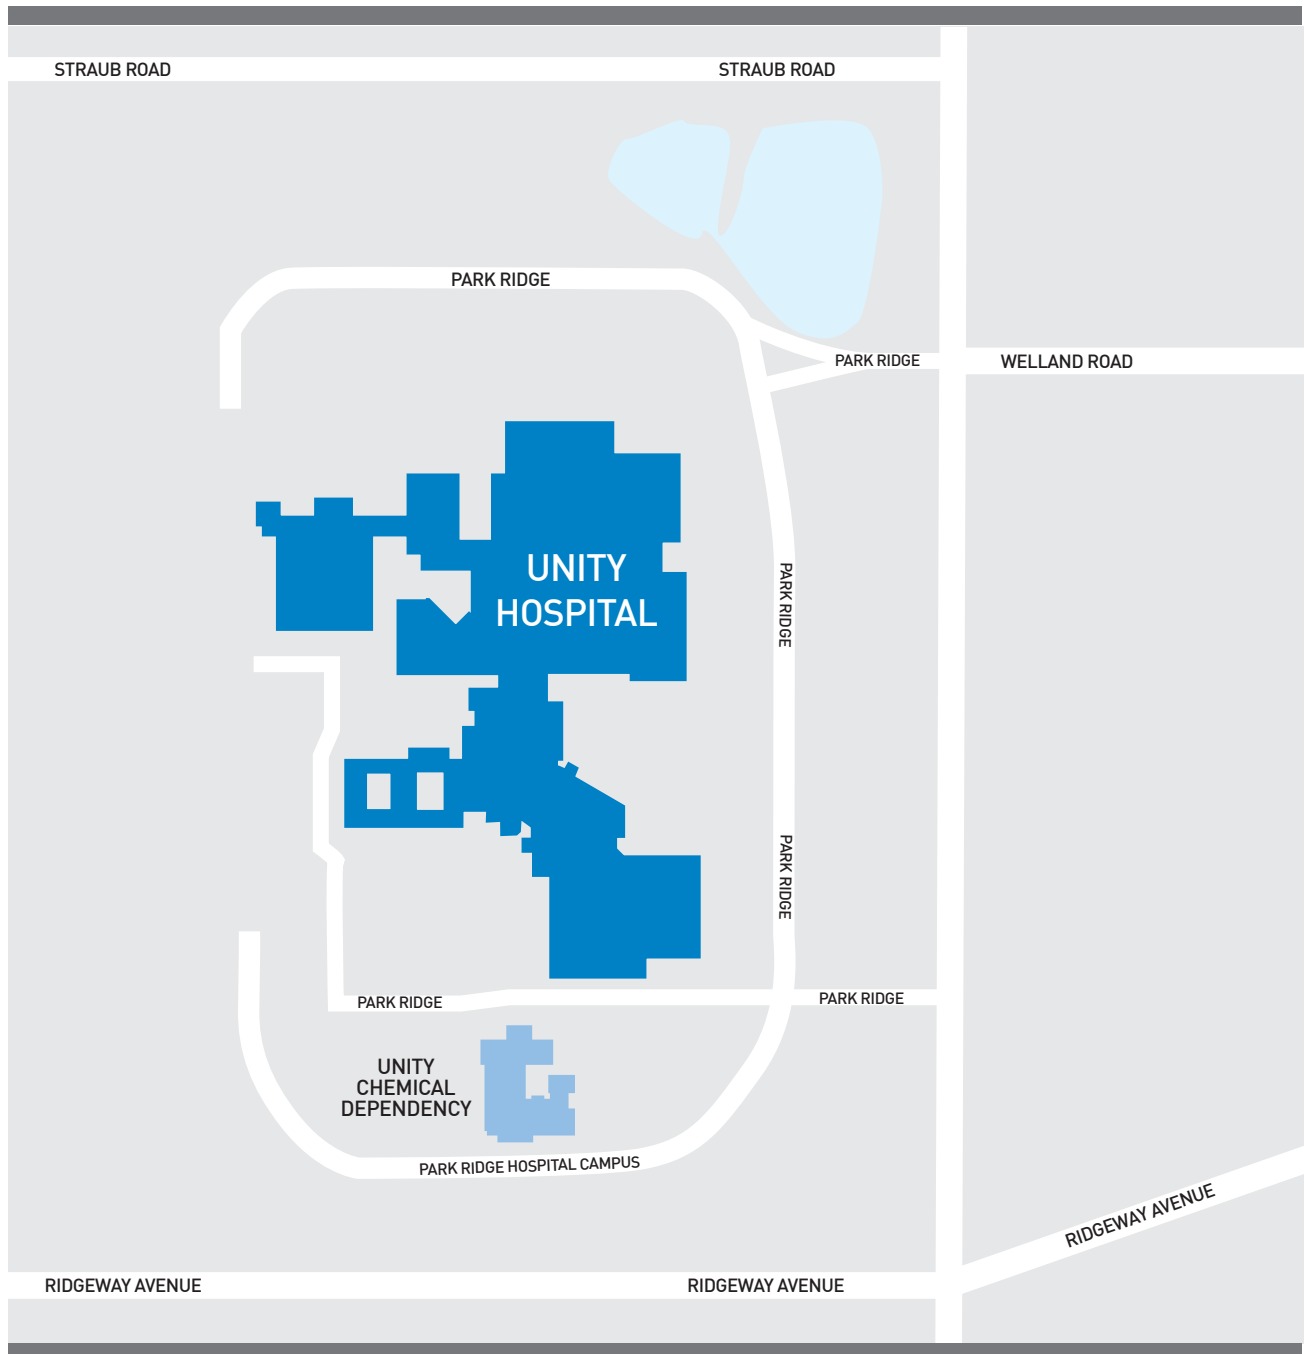 STRAUB ROAD
STRAUB ROAD
PARK RIDGE
PARK RIDGE
WELLAND ROAD
UNITY
HOSPITAL
PARK RIDGE
PARK RIDGE
PARK RIDGE
PARK RIDGE
UNITY
CHEMICAL
DEPENDENCY
PARK RIDGE HOSPITAL CAMPUS
RIDGEWAY AVENUE
RIDGEWAY AVENUE
RIDGEWAY AVENUE